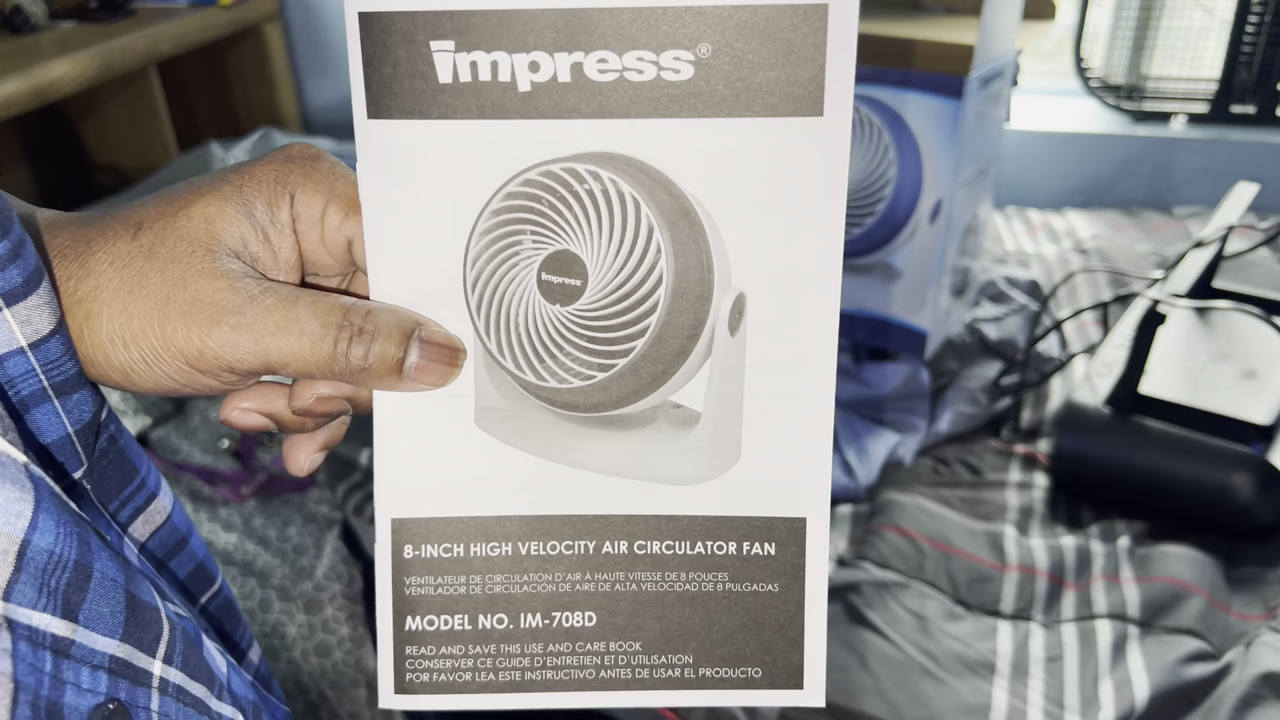 impress®
impress
8-INCH HIGH VELOCITY AIR CIRCULATOR FAN
VENTILATEUR DE CIRCULATION D'AIR À HAUTE VITESSE DE 8 POUCES
VENTILADOR DE CIRCULACIÓN DE AIRE DE ALTA VELOCIDAD DE 8 PULGADAS
MODEL NO. IM-708D
READ AND SAVE THIS USE AND CARE BOOK
CONSERVER CE GUIDE D'ENTRETIEN ET D'UTILISATION
POR FAVOR LEA ESTE INSTRUCTIVO ANTES DE USAR EL PRODUCTO